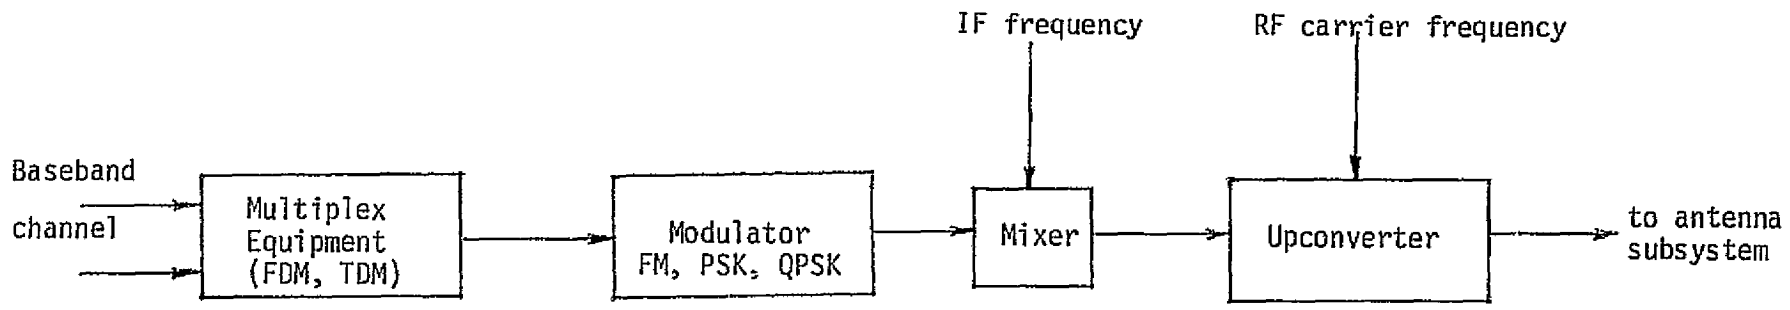 IF frequency
RF carrier frequency
Baseband
channel
Multiplex
Equipment
(FDM, TDM)
Modulator
FM, PSK, QPSK
Mixer
Upconverter
to antenna
subsystem